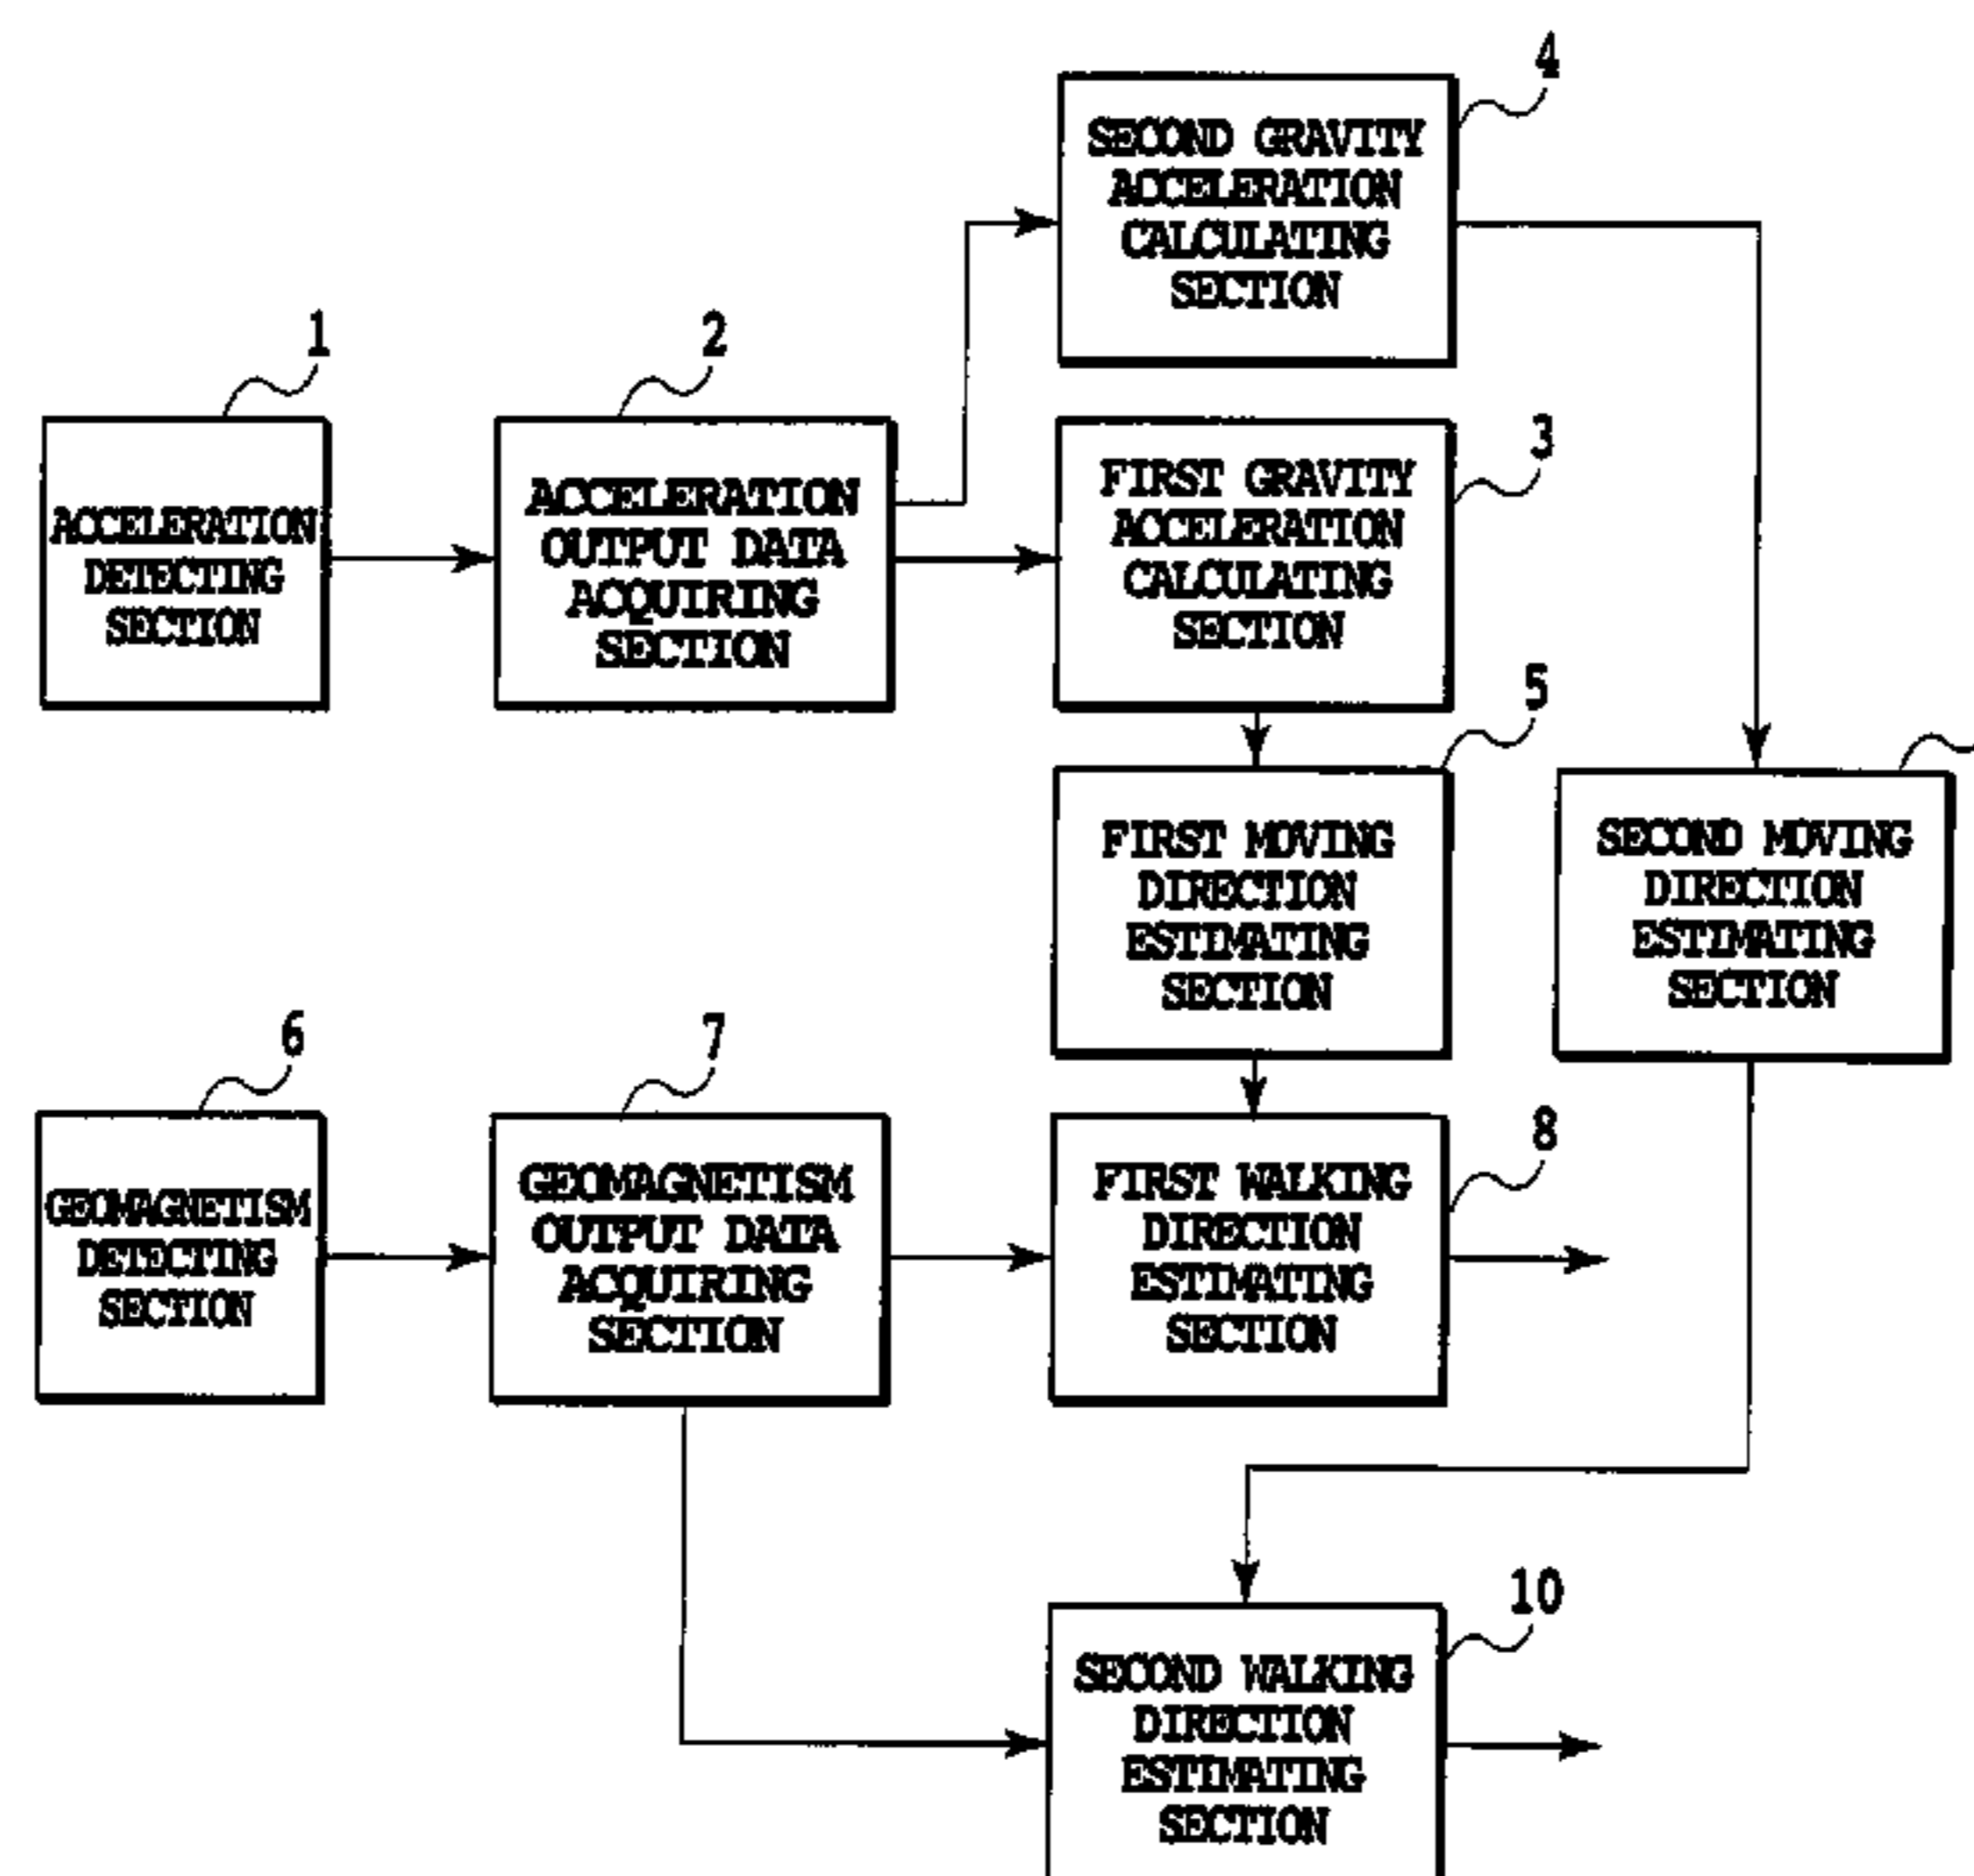 4
SECOND GRAVITY
ACCELERATION
CALCULATING
SECTION
1
ACCELERATION
DETECTING
SECTION
2
ACCELERATION
OUTPUT DATA
ACQUIRING
SECTION
3
FIRST GRAVITY
ACCELERATION
CALCULATING
SECTION
5
FIRST MOVING
DIRECTION
ESTIMATING
SECTION
SECOND MOVING
DIRECTION
ESTIMATING
SECTION
6
GEOMAGNETISM
DETECTING
SECTION
7
GEOMAGNETISM
OUTPUT DATA
ACQUIRING
SECTION
8
FIRST WALKING
DIRECTION
ESTIMATING
SECTION
10
SECOND WALKING
DIRECTION
ESTIMATING
SECTION